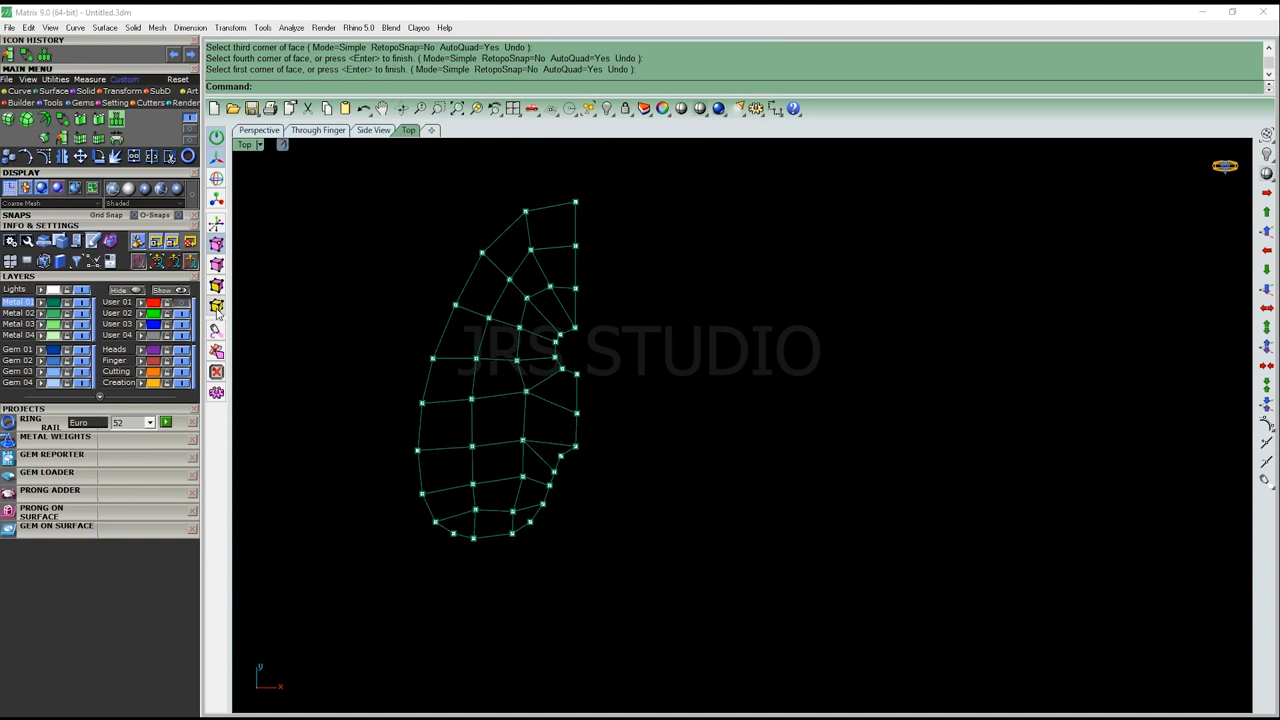 Matrix 9.0 (64-bit) - Untitled.3dm
File Edit View Curve Surface Solid Mesh Dimension Transform Tools Analyze Render Rhino 5.0 Blend Clayoo Help
ICON HISTORY
Select third corner of face ( Mode=Simple RetopoSnap=No AutoQuad=Yes Undo ):
Select fourth corner of face, or press <Enter> to finish. ( Mode=Simple RetopoSnap=No AutoQuad=Yes Undo ):
Select first corner of face, or press <Enter> to finish. ( Mode=Simple RetopoSnap=No AutoQuad=Yes Undo ):
Command:
MAIN MENU
File View Utilities Measure Custom Reset
Curve Surface Solid Transform SubD Art
Builder Tools Gems Setting Cutters Render
Perspective Through Finger Side View Top
Top
DISPLAY
Coarse Mesh Shaded
SNAPS Grid Snap O-Snaps
INFO & SETTINGS
LAYERS
Lights Hide Show
Metal 01 User 01
Metal 02 User 02
Metal 03 User 03
Metal 04 User 04
Gem 01 Heads
Gem 02 Finger
Gem 03 Cutting
Gem 04 Creation
PROJECTS
RING RAIL Euro 52
METAL WEIGHTS
GEM REPORTER
GEM LOADER
PRONG ADDER
PRONG ON SURFACE
GEM ON SURFACE
JRS STUDIO
y
x